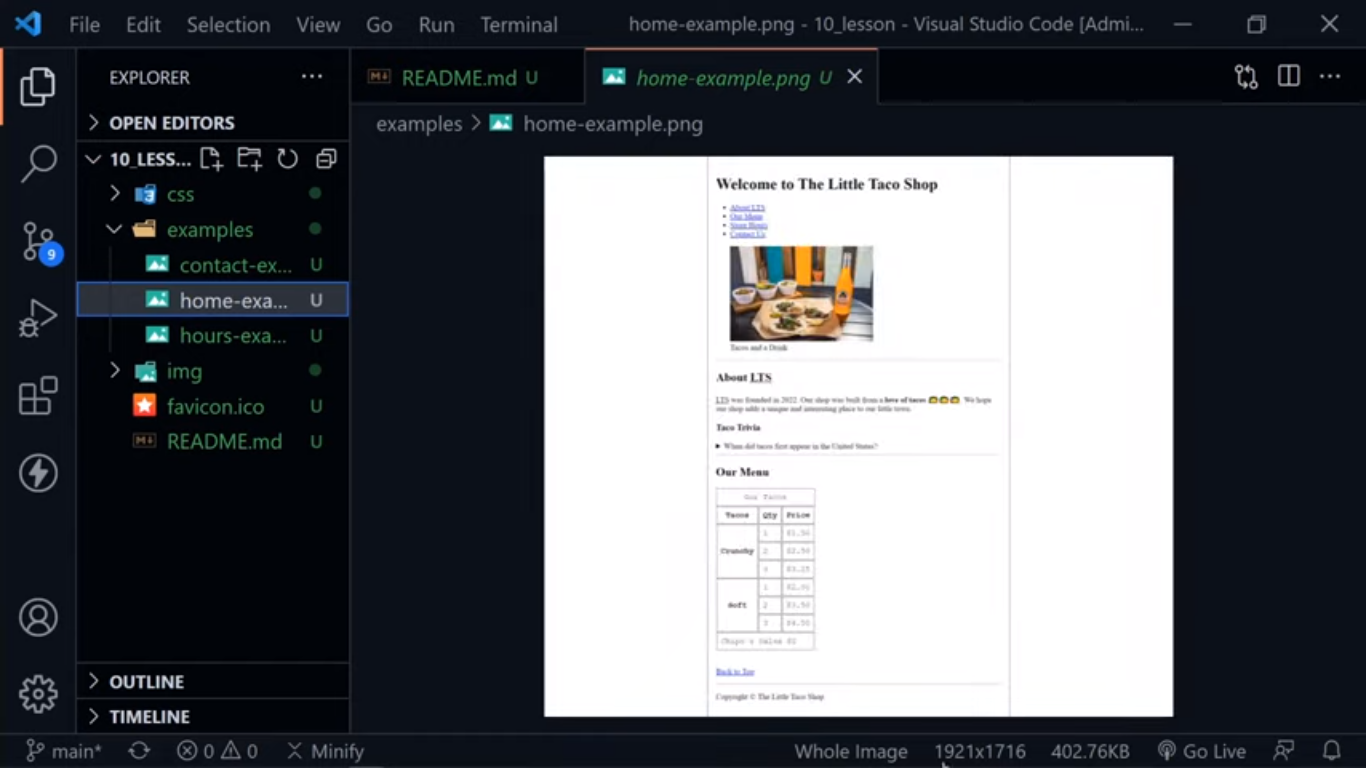 File Edit Selection View Go Run Terminal home-example.png - 10_lesson - Visual Studio Code [Admi...
EXPLORER
OPEN EDITORS
10_LESS...
css
examples
contact-ex... U
home-exa... U
hours-exa... U
img
favicon.ico U
README.md U
OUTLINE
TIMELINE
README.md U home-example.png U
examples > home-example.png
Welcome to The Little Taco Shop
About LTS
Our Menu
Store Hours
Contact Us
Tacos and a Drink
About LTS
LTS was founded in 2022. Our shop was built from a love of tacos 🌮🌮🌮. We hope
our shop adds a unique and interesting place to our little town.
Taco Trivia
When did tacos first appear in the United States?
Our Menu
Our Tacos
Tacos Qty Price
Crunchy
1 $1.50
2 $2.50
3 $3.25
Soft
1 $2.00
2 $3.50
3 $4.50
Back to Top
Copyright © The Little Taco Shop
9
main* 0 0 Minify Whole Image 1921x1716 402.76KB Go Live